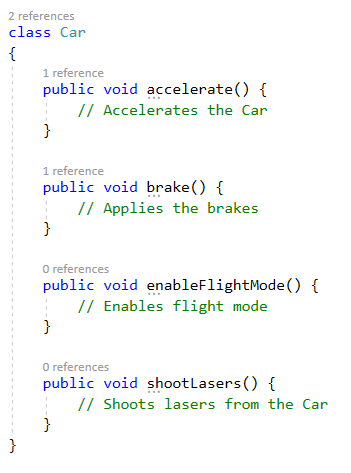 2 references
class Car
{
1 reference
public void accelerate() {
// Accelerates the Car
}
1 reference
public void brake() {
// Applies the brakes
}
0 references
public void enableFlightMode() {
// Enables flight mode
}
0 references
public void shootLasers() {
// Shoots lasers from the Car
}
}